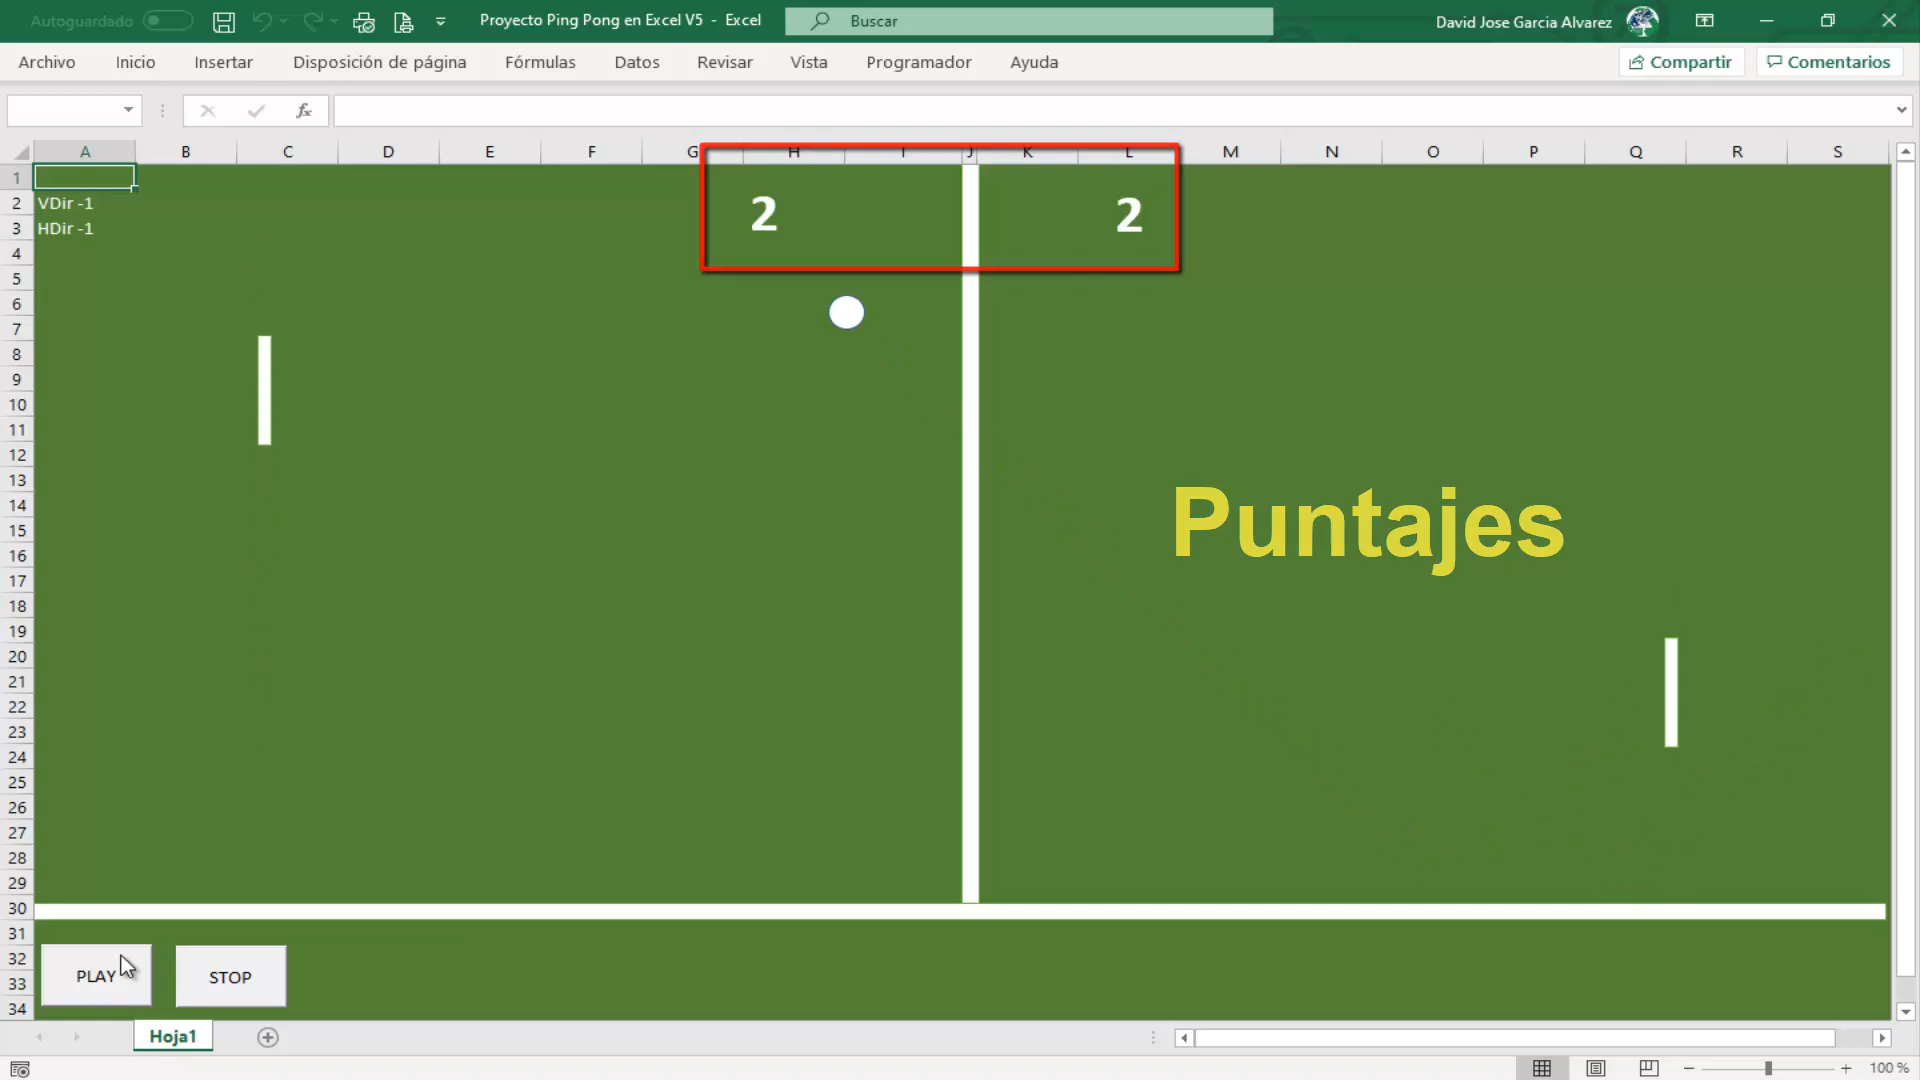 Autoguardado
Proyecto Ping Pong en Excel V5 - Excel
Buscar
David Jose Garcia Alvarez
Archivo
Inicio
Insertar
Disposición de página
Fórmulas
Datos
Revisar
Vista
Programador
Ayuda
Compartir
Comentarios
fx
A B C D E F G H I J K L M N O P Q R S
1
2 VDir -1
3 HDir -1
2 2
4
5
6
7
8
9
10
11
12
13
14
Puntajes
15
16
17
18
19
20
21
22
23
24
25
26
27
28
29
30
31
32
33
34
PLAY
STOP
Hoja1
100 %